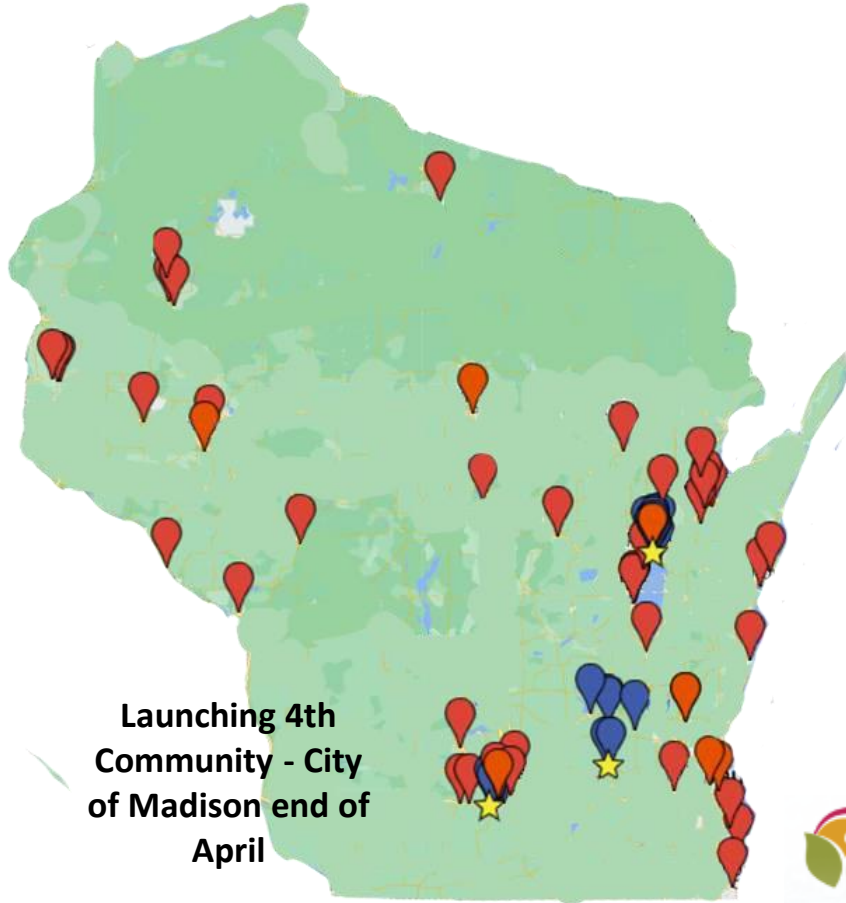 Launching 4th
Community - City
of Madison end of
April